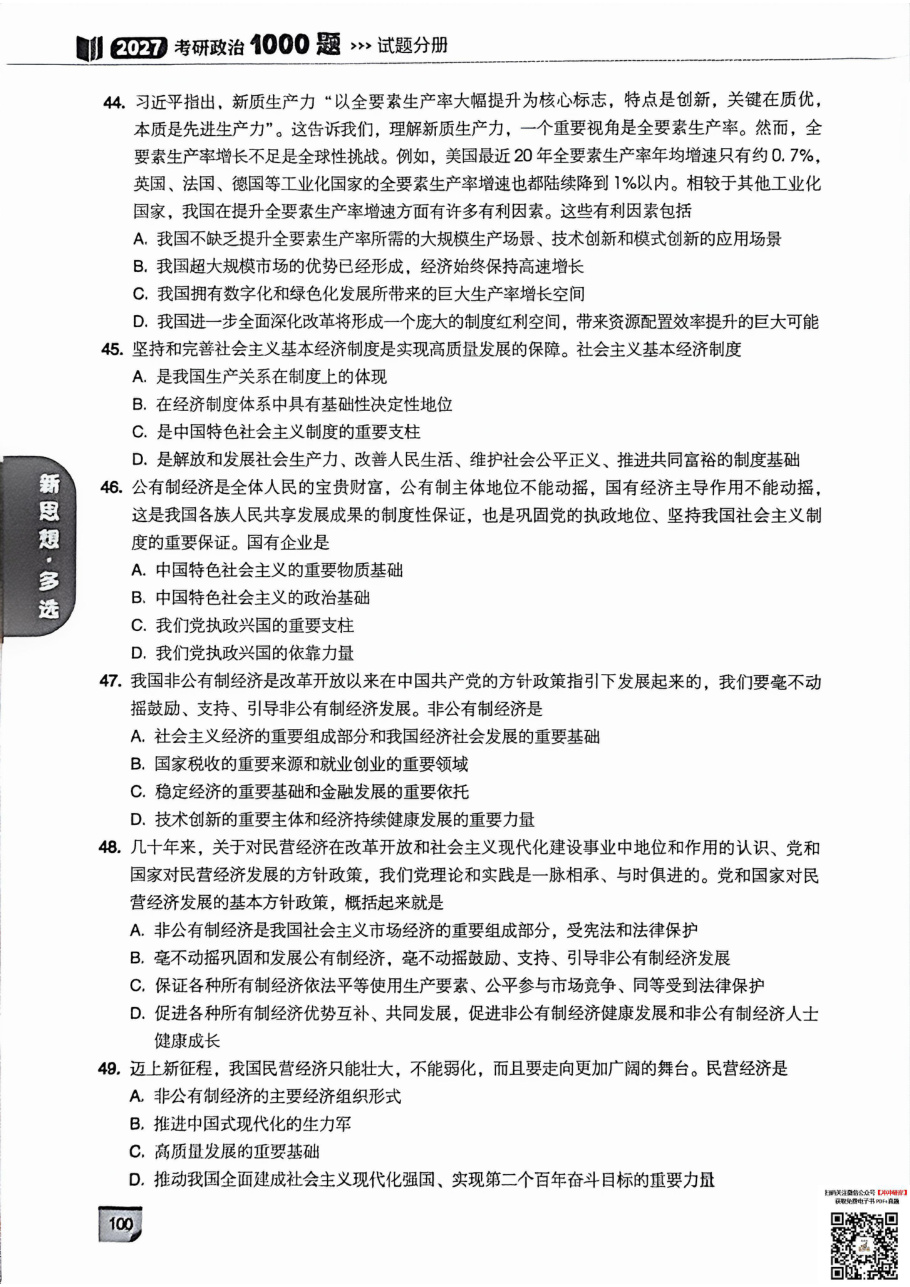 2027 考研政治1000题 >>> 试题分册
44. 习近平指出，新质生产力“以全要素生产率大幅提升为核心标志，特点是创新，关键在质优，
本质是先进生产力”。这告诉我们，理解新质生产力，一个重要视角是全要素生产率。然而，全
要素生产率增长不足是全球性挑战。例如，美国最近20年全要素生产率年均增速只有约0.7%，
英国、法国、德国等工业化国家的全要素生产率增速也都陆续降到1%以内。相较于其他工业化
国家，我国在提升全要素生产率增速方面有许多有利因素。这些有利因素包括
A. 我国不缺乏提升全要素生产率所需的大规模生产场景、技术创新和模式创新的应用场景
B. 我国超大规模市场的优势已经形成，经济始终保持高速增长
C. 我国拥有数字化和绿色化发展所带来的巨大生产率增长空间
D. 我国进一步全面深化改革将形成一个庞大的制度红利空间，带来资源配置效率提升的巨大可能
45. 坚持和完善社会主义基本经济制度是实现高质量发展的保障。社会主义基本经济制度
A. 是我国生产关系在制度上的体现
B. 在经济制度体系中具有基础性决定性地位
C. 是中国特色社会主义制度的重要支柱
D. 是解放和发展社会生产力、改善人民生活、维护社会公平正义、推进共同富裕的制度基础
46. 公有制经济是全体人民的宝贵财富，公有制主体地位不能动摇，国有经济主导作用不能动摇，
这是我国各族人民共享发展成果的制度性保证，也是巩固党的执政地位、坚持我国社会主义制
度的重要保证。国有企业是
A. 中国特色社会主义的重要物质基础
B. 中国特色社会主义的政治基础
C. 我们党执政兴国的重要支柱
D. 我们党执政兴国的依靠力量
47. 我国非公有制经济是改革开放以来在中国共产党的方针政策指引下发展起来的，我们要毫不动
摇鼓励、支持、引导非公有制经济发展。非公有制经济是
A. 社会主义经济的重要组成部分和我国经济社会发展的重要基础
B. 国家税收的重要来源和就业创业的重要领域
C. 稳定经济的重要基础和金融发展的重要依托
D. 技术创新的重要主体和经济持续健康发展的重要力量
48. 几十年来，关于对民营经济在改革开放和社会主义现代化建设事业中地位和作用的认识、党和
国家对民营经济发展的方针政策，我们党理论和实践是一脉相承、与时俱进的。党和国家对民
营经济发展的基本方针政策，概括起来就是
A. 非公有制经济是我国社会主义市场经济的重要组成部分，受宪法和法律保护
B. 毫不动摇巩固和发展公有制经济，毫不动摇鼓励、支持、引导非公有制经济发展
C. 保证各种所有制经济依法平等使用生产要素、公平参与市场竞争、同等受到法律保护
D. 促进各种所有制经济优势互补、共同发展，促进非公有制经济健康发展和非公有制经济人士
健康成长
49. 迈上新征程，我国民营经济只能壮大，不能弱化，而且要走向更加广阔的舞台。民营经济是
A. 非公有制经济的主要经济组织形式
B. 推进中国式现代化的生力军
C. 高质量发展的重要基础
D. 推动我国全面建成社会主义现代化强国、实现第二个百年奋斗目标的重要力量
新思想·多选
100
扫码关注微信公众号【冲冲研资】
获取免费电子书PDF+真题